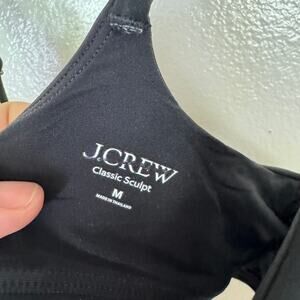 J.CREW
Classic Sculpt
M
MADE IN THAILAND